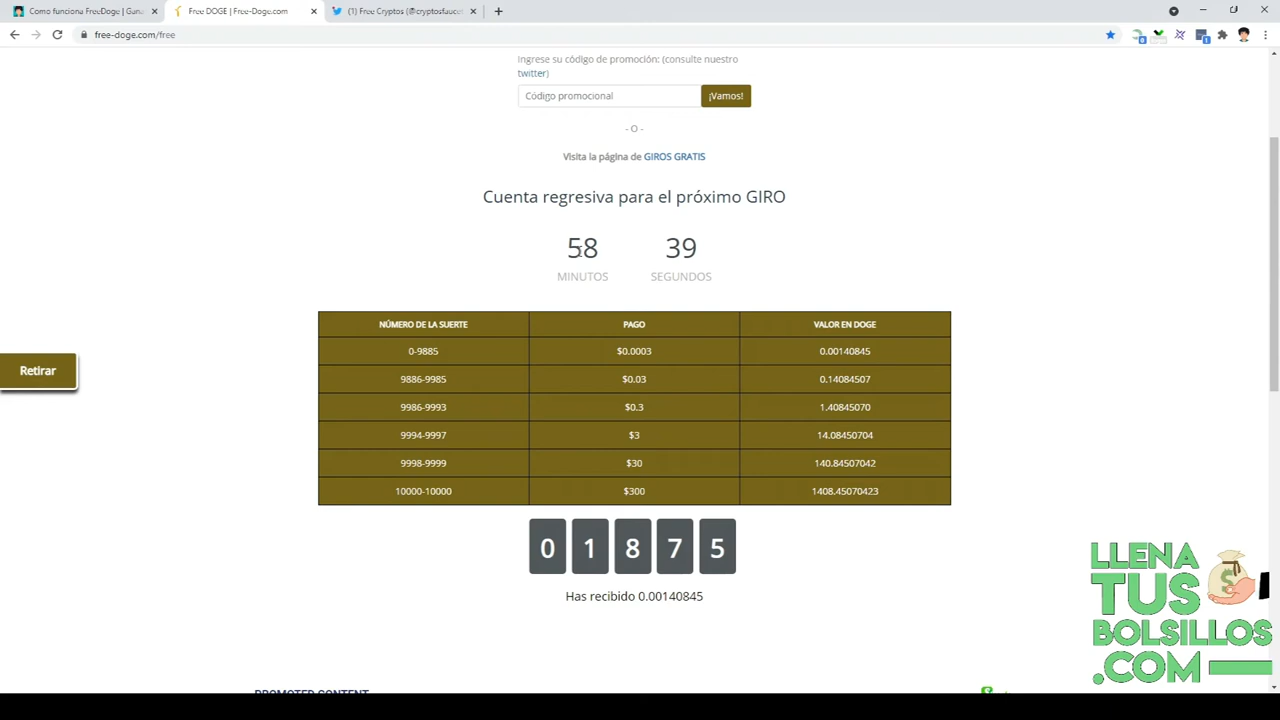 Como funciona FreeDoge | Gana
Free DOGE | Free-Doge.com
(1) Free Cryptos (@cryptosfaucet
free-doge.com/free
Ingrese su código de promoción: (consulte nuestro
twitter)
Código promocional
¡Vamos!
- O -
Visita la página de GIROS GRATIS
Cuenta regresiva para el próximo GIRO
58 39
MINUTOS SEGUNDOS
NÚMERO DE LA SUERTE PAGO VALOR EN DOGE
0-9885 $0.0003 0.00140845
9886-9985 $0.03 0.14084507
9986-9993 $0.3 1.40845070
9994-9997 $3 14.08450704
9998-9999 $30 140.84507042
10000-10000 $300 1408.45070423
Retirar
0 1 8 7 5
Has recibido 0.00140845
LLENA
TUS
BOLSILLOS
.COM
PROMOTED CONTENT